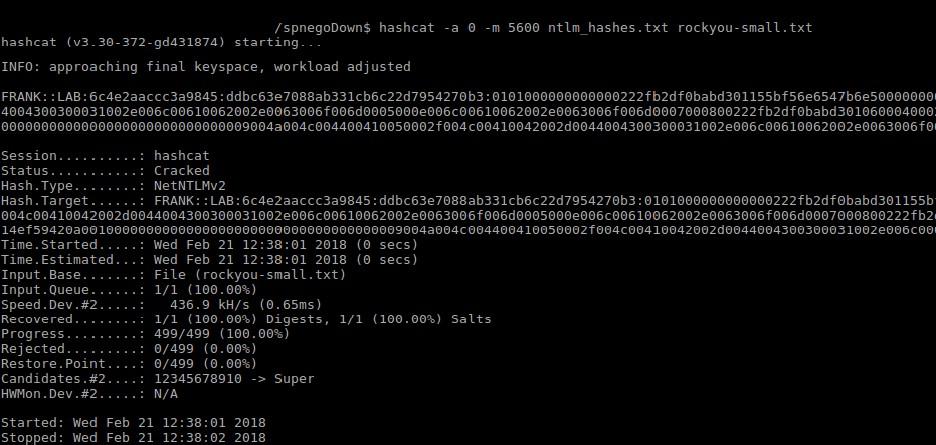 /spnegoDown$ hashcat -a 0 -m 5600 ntlm_hashes.txt rockyou-small.txt
hashcat (v3.30-372-gd431874) starting...
INFO: approaching final keyspace, workload adjusted
FRANK::LAB:6c4e2aaccc3a9845:ddbc63e7088ab331cb6c22d7954270b3:0101000000000000222fb2df0babd301155bf56e6547b6e50000000
4004300300031002e006c00610062002e0063006f006d0005000e006c00610062002e0063006f006d0007000800222fb2df0babd3010600040002
000000000000000000000000000009004a004c004400410050002f004c00410042002d00440043003000310​02e006c00610062002e0063006f00
Session..........: hashcat
Status...........: Cracked
Hash.Type........: NetNTLMv2
Hash.Target......: FRANK::LAB:6c4e2aaccc3a9845:ddbc63e7088ab331cb6c22d7954270b3:0101000000000000222fb2df0babd301155b
004c00410042002d0044004300300031002e006c00610062002e0063006f006d0005000e006c00610062002e0063006f006d0007000800222fb2
14ef59420a00100000000000000000000000000000000000009004a004c004400410050002f004c00410042002d0044004300300031002e006c00
Time.Started.....: Wed Feb 21 12:38:01 2018 (0 secs)
Time.Estimated...: Wed Feb 21 12:38:01 2018 (0 secs)
Input.Base.......: File (rockyou-small.txt)
Input.Queue......: 1/1 (100.00%)
Speed.Dev.#2.....:   436.9 kH/s (0.65ms)
Recovered........: 1/1 (100.00%) Digests, 1/1 (100.00%) Salts
Progress.........: 499/499 (100.00%)
Rejected.........: 0/499 (0.00%)
Restore.Point....: 0/499 (0.00%)
Candidates.#2....: 12345678910 -> Super
HWMon.Dev.#2.....: N/A
Started: Wed Feb 21 12:38:01 2018
Stopped: Wed Feb 21 12:38:02 2018